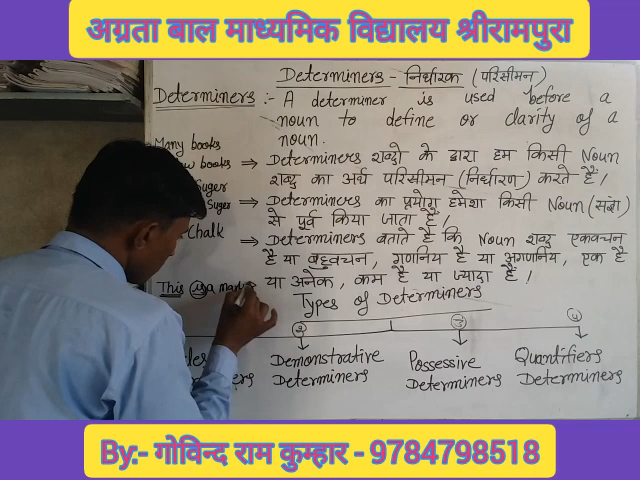 अग्रता बाल माध्यमिक विद्यालय श्रीरामपुरा
Determiners - निर्धारक (परिसीमन)
Determiners :- A determiner is used before a
noun to define or clarity of a
noun.
Many books
books
Suger
Suger
Chalk
This is a
⇒ Determiners शब्दो के द्वारा हम किसी Noun
शब्द का अर्थ परिसीमन (निर्धारण) करते है।
⇒ Determiners का प्रयोग हमेशा किसी Noun (संज्ञा)
से पूर्व किया जाता है।
⇒ Determiners बताते है कि Noun शब्द एकवचन
है या बहुवचन, गणनिय है या अगणनिय, एक है
या अनेक, कम है या ज्यादा है।
Types of Determiners
② ③ ④
Demonstrative Determiners
Possessive Determiners
Quantifiers Determiners
By:- गोविन्द राम कुम्हार - 9784798518